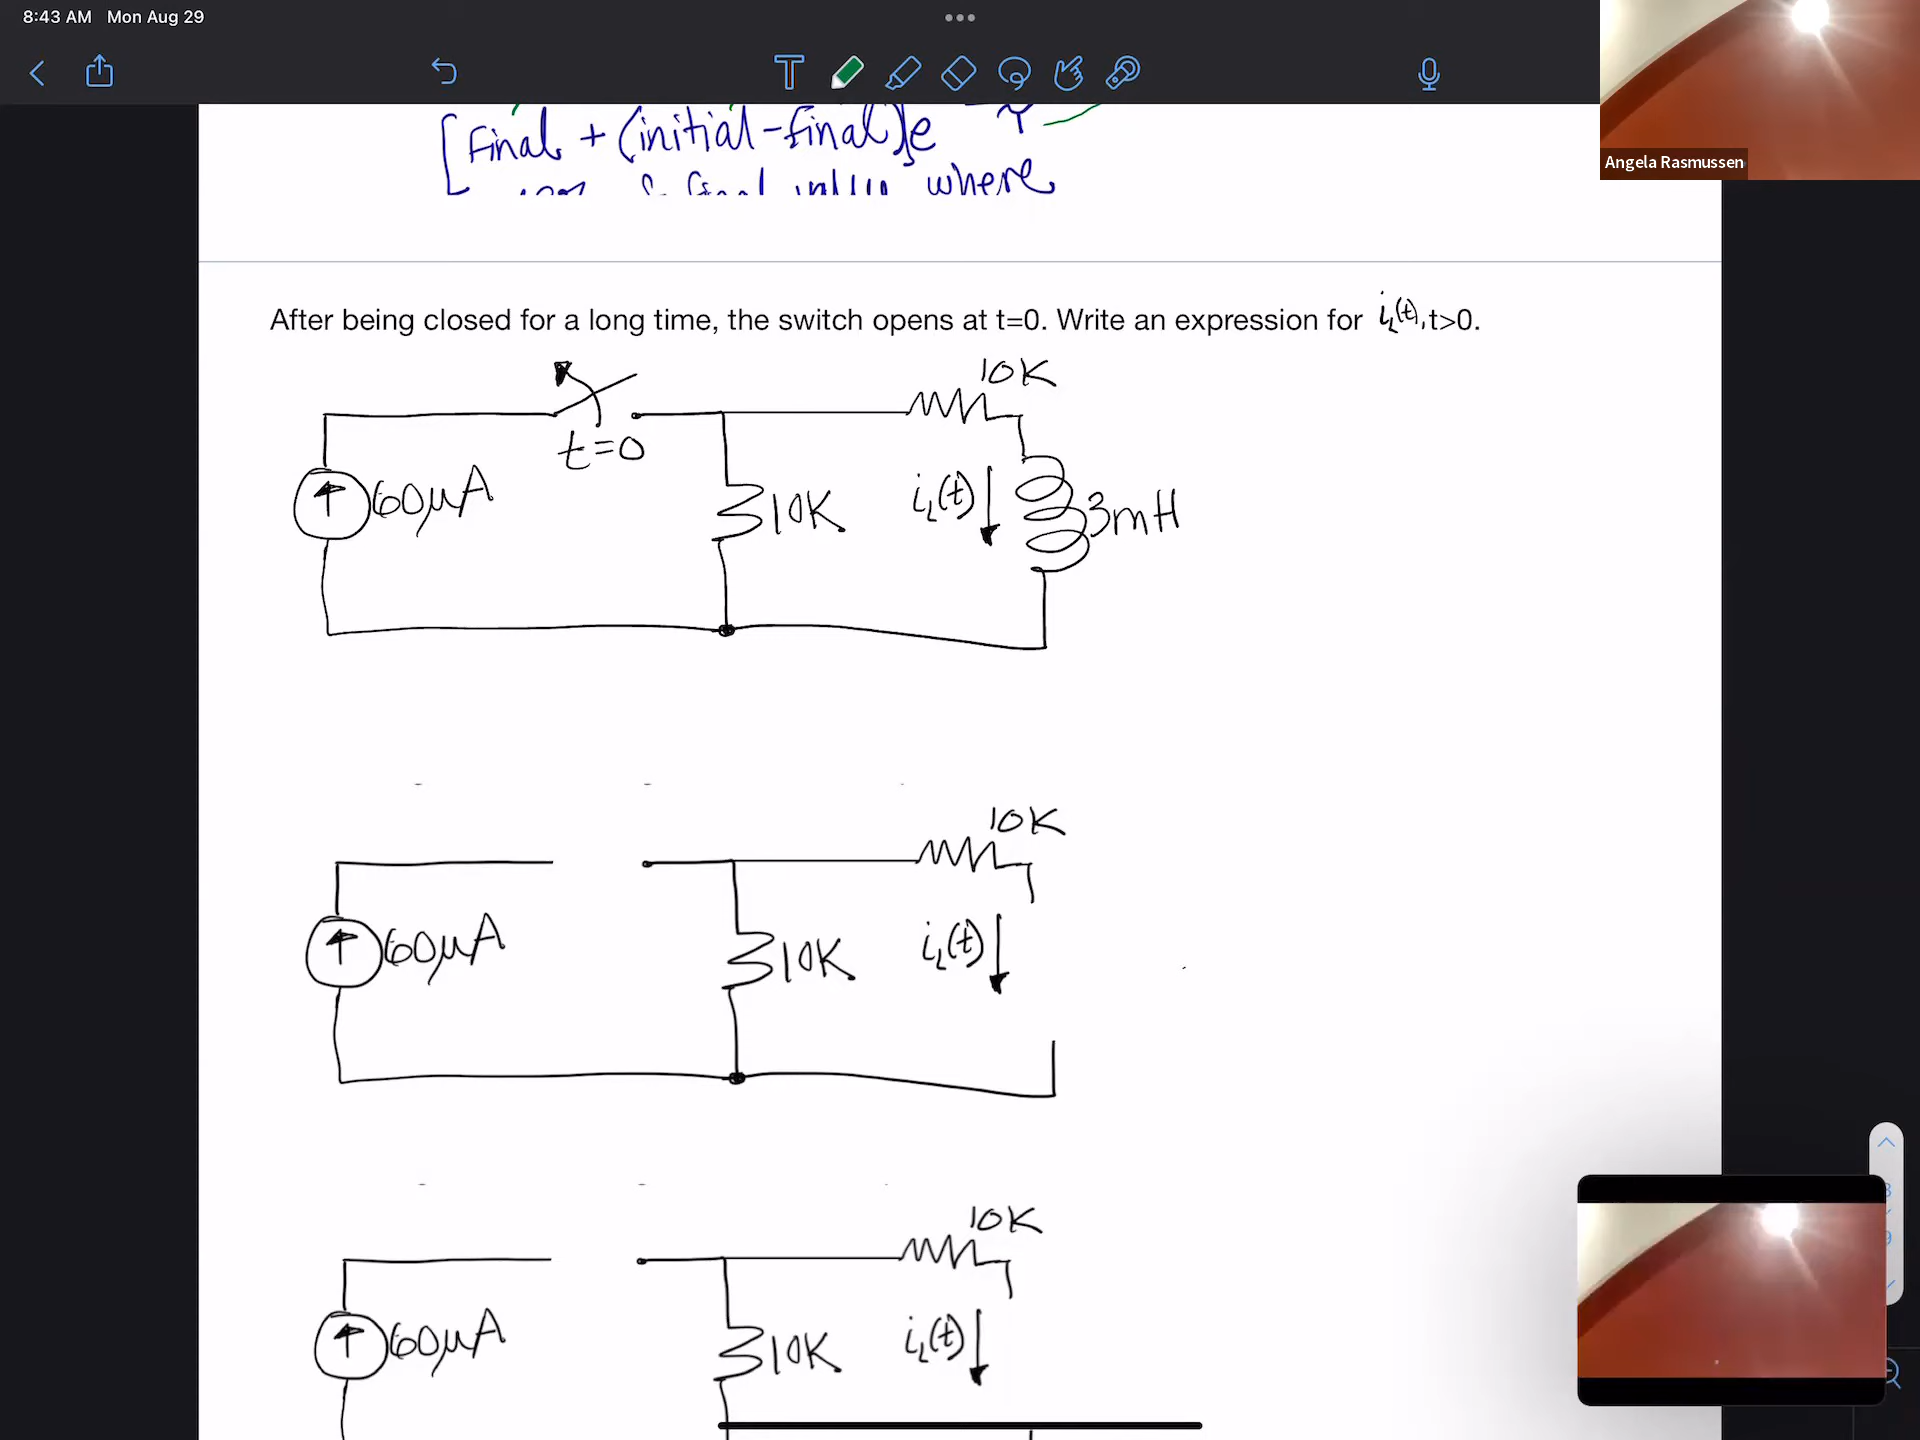 8:43 AM Mon Aug 29
Angela Rasmussen
[Final + (initial-final)]e
where
After being closed for a long time, the switch opens at t=0. Write an expression for i_L(t), t>0.
10K
t=0
60μA
10K
i_L(t)
3mH
10K
60μA
10K
i_L(t)
10K
60μA
10K
i_L(t)